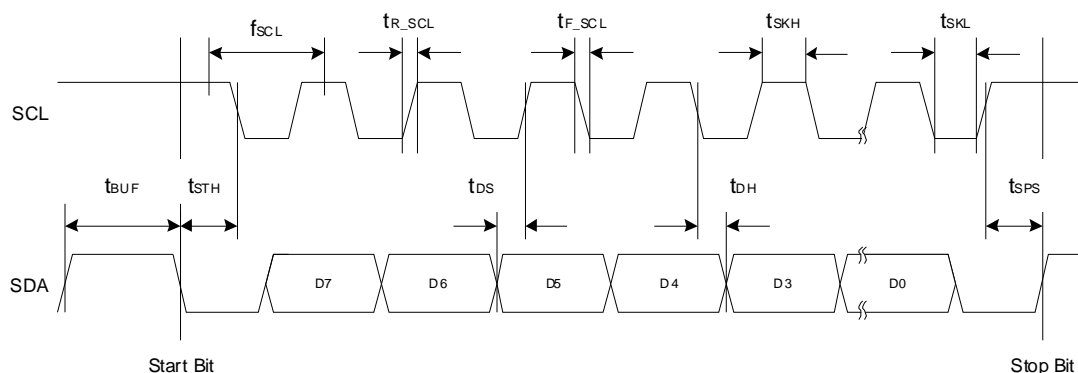 fSCL
tR_SCL
tF_SCL
tSKH
tSKL
SCL
tBUF
tSTH
tDS
tDH
tSPS
SDA
D7
D6
D5
D4
D3
D0
Start Bit
Stop Bit